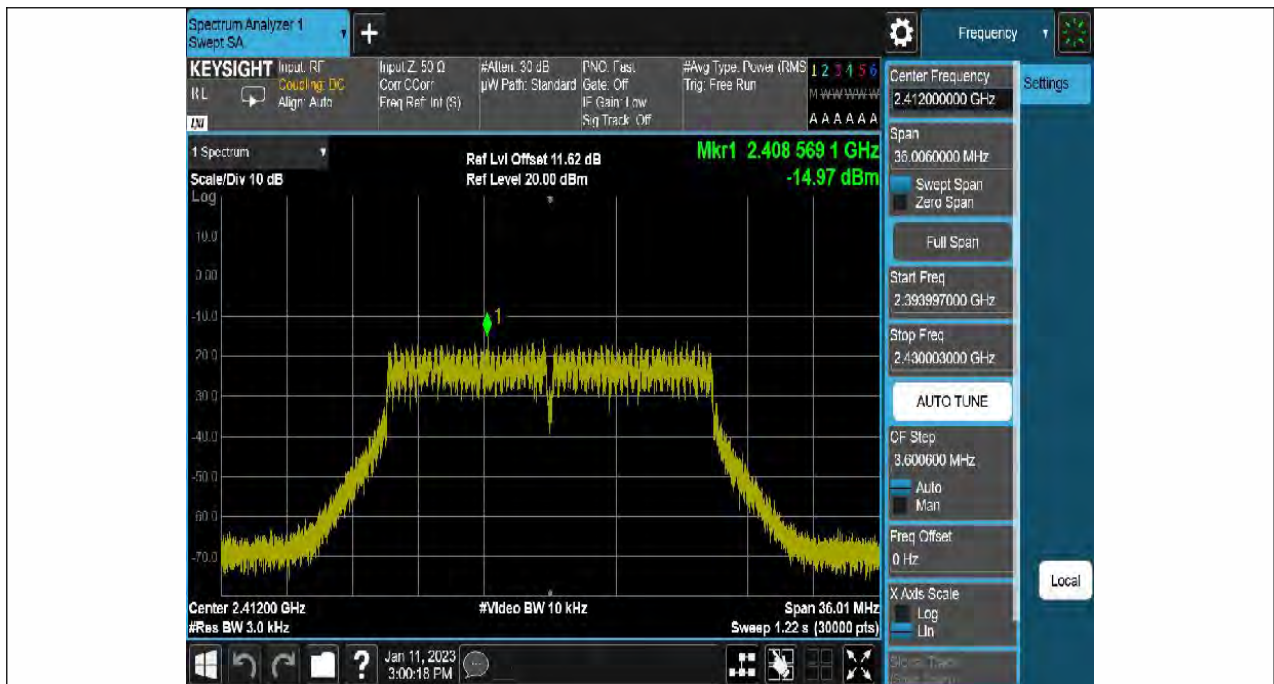 Spectrum Analyzer 1
Swept SA
+
Frequency
KEYSIGHT
Input: RF
Coupling: DC
Align: Auto
RL
LXI
Input Z: 50 Ω
Corr CCorr
Freq Ref: Int (S)
#Atten: 30 dB
µW Path: Standard
PNO: Fast
Gate: Off
IF Gain: Low
Sig Track: Off
#Avg Type: Power (RMS
Trig: Free Run
1 2 3 4 5 6
M W W W W W
A A A A A A
1 Spectrum
Scale/Div 10 dB
Log
Ref Lvl Offset 11.62 dB
Ref Level 20.00 dBm
Mkr1 2.408 569 1 GHz
-14.97 dBm
10.0
0.00
-10.0
20.0
30.0
-40.0
-50.0
60.0
-70.0
1
Center 2.41200 GHz
#Res BW 3.0 kHz
#Video BW 10 kHz
Span 36.01 MHz
Sweep 1.22 s (30000 pts)
Center Frequency
2.412000000 GHz
Settings
Span
36.0060000 MHz
Swept Span
Zero Span
Full Span
Start Freq
2.393997000 GHz
Stop Freq
2.430003000 GHz
AUTO TUNE
CF Step
3.600600 MHz
Auto
Man
Freq Offset
0 Hz
X Axis Scale
Log
Lin
Local
Signal Track
?
Jan 11, 2023
3:00:18 PM